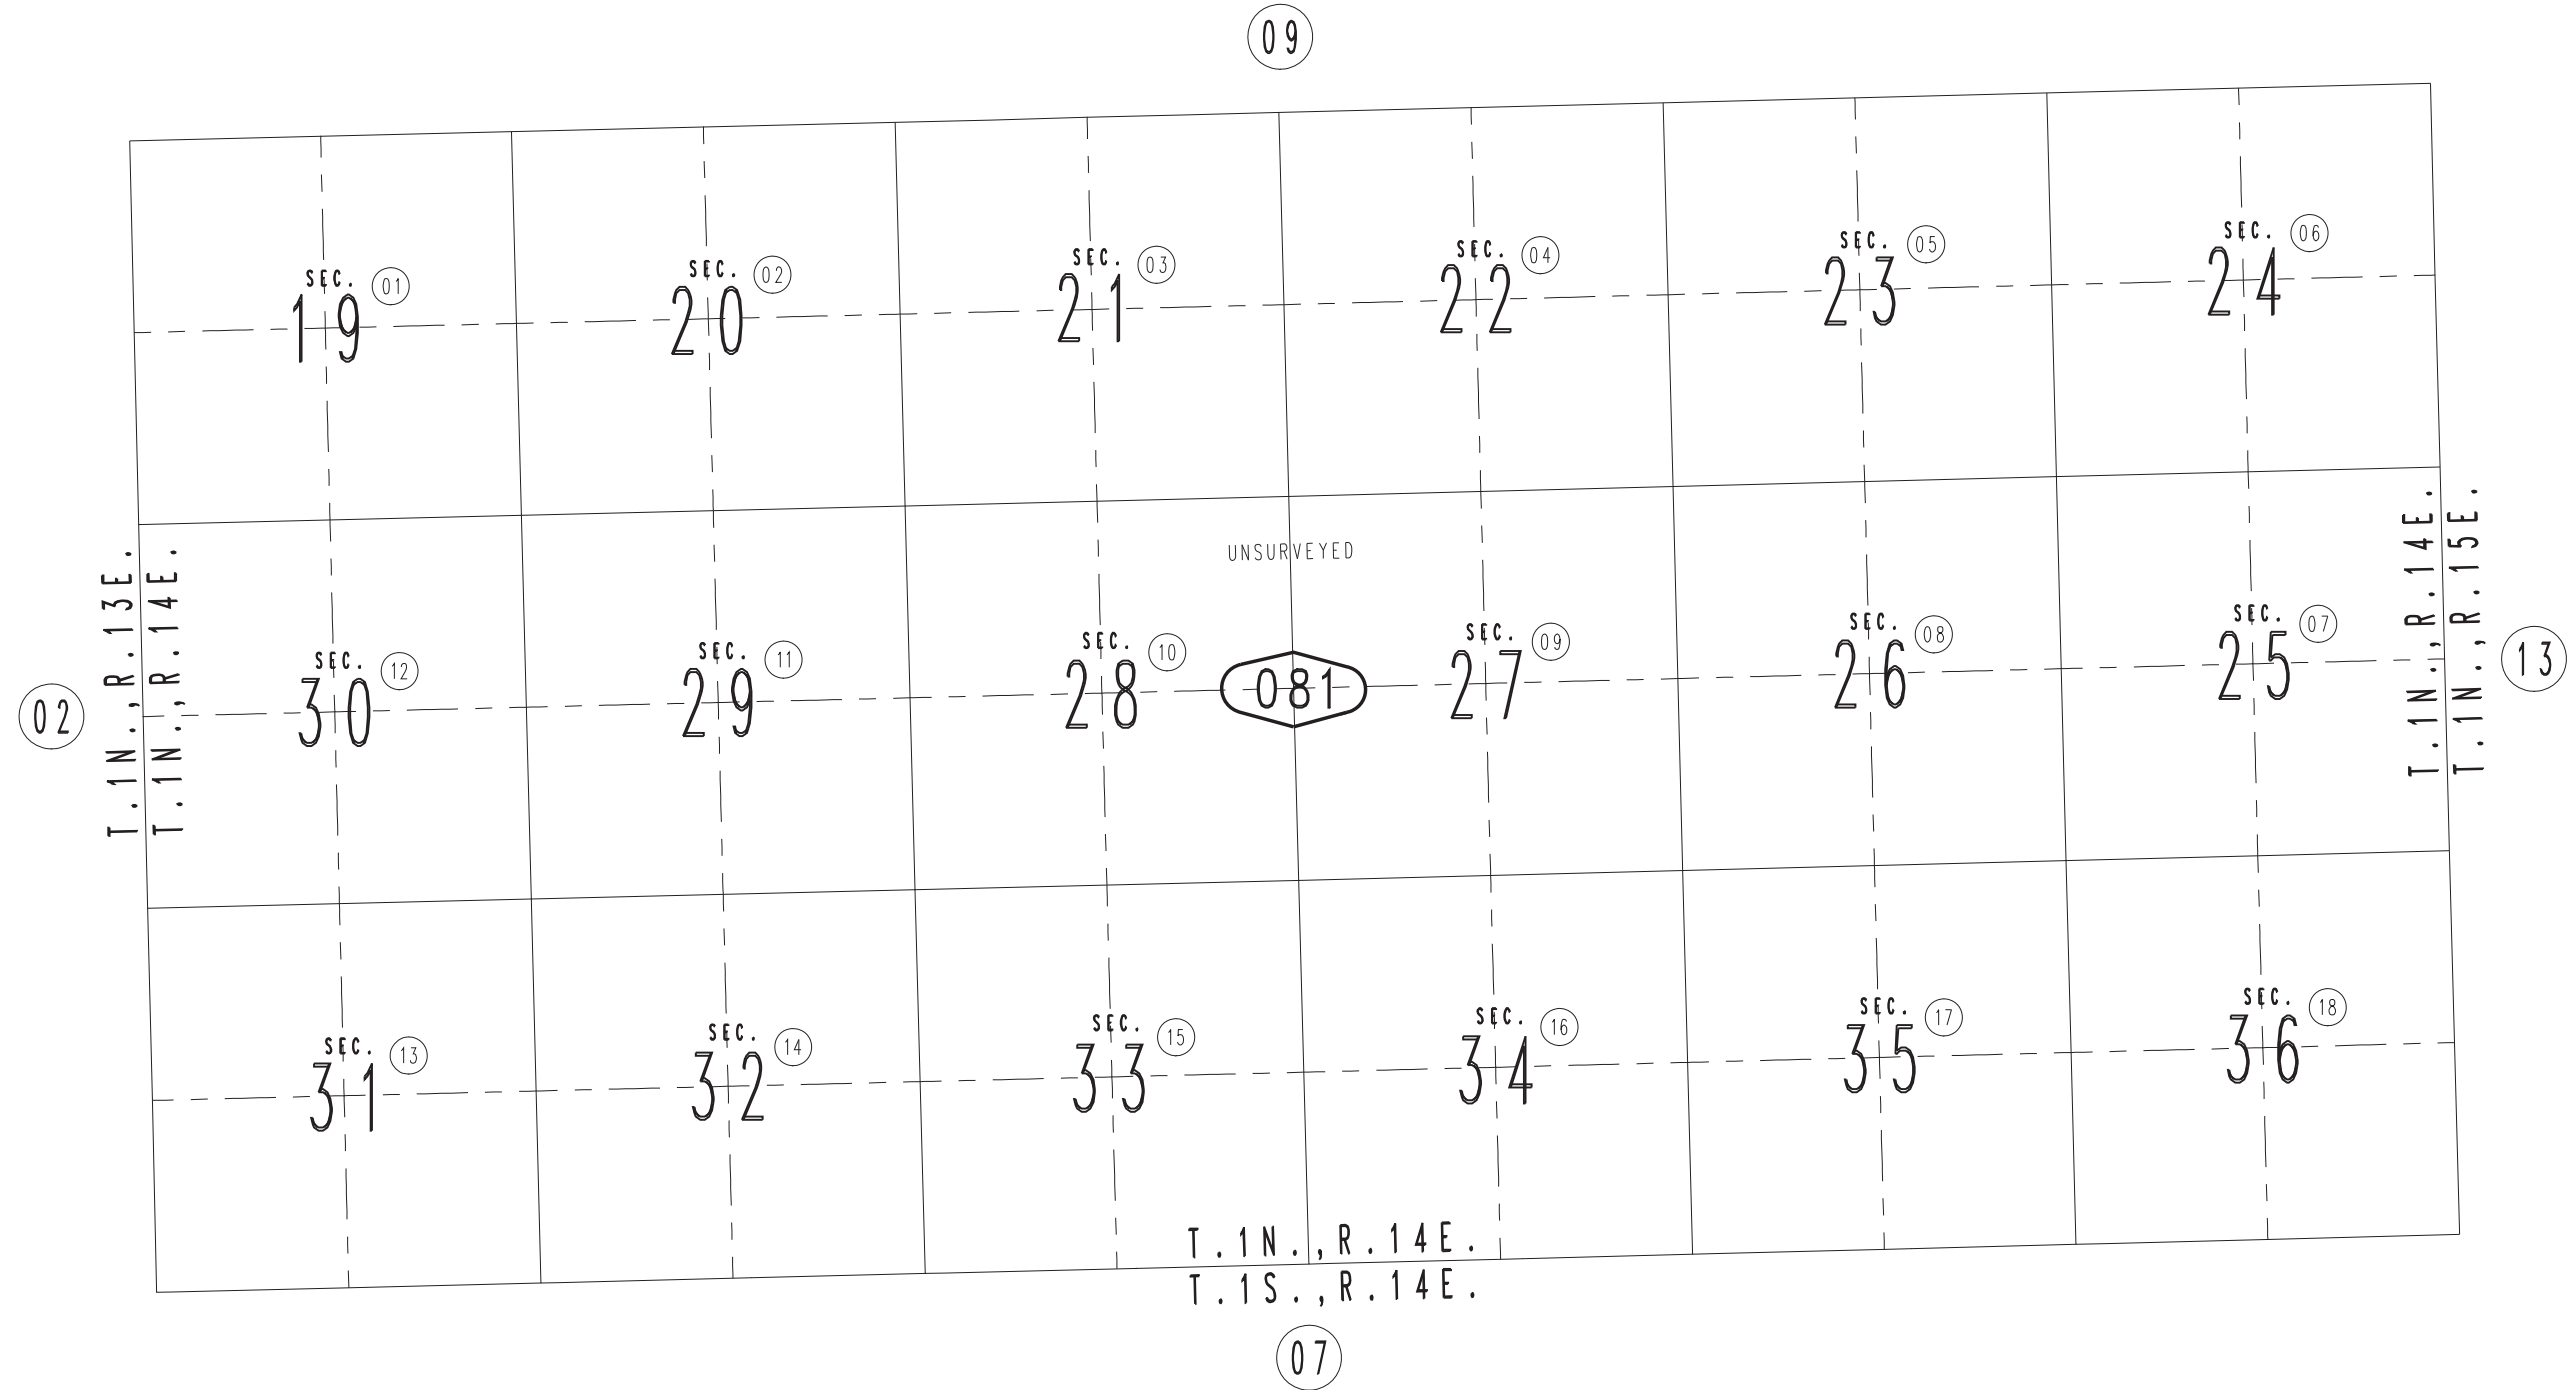 09
SEC. 01
19
SEC. 02
20
SEC. 03
21
SEC. 04
22
SEC. 05
23
SEC. 06
24
UNSURVEYED
T.1N.,R.13E.
T.1N.,R.14E.
02
SEC. 12
30
SEC. 11
29
SEC. 10
28
081
SEC. 09
27
SEC. 08
26
SEC. 07
25
T.1N.,R.14E.
T.1N.,R.15E.
13
SEC. 13
31
SEC. 14
32
SEC. 15
33
SEC. 16
34
SEC. 17
35
SEC. 18
36
T.1N.,R.14E.
T.1S.,R.14E.
07